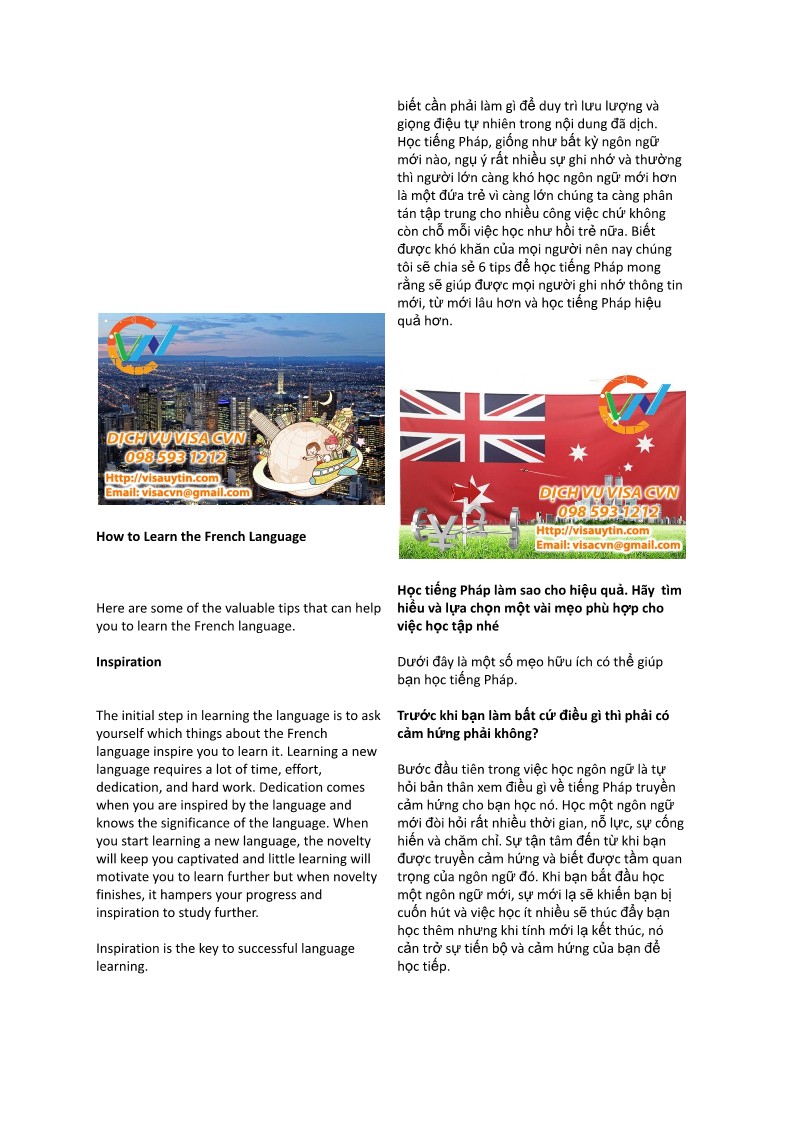 DỊCH VỤ VISA CVN
098 593 1212
Http://visauytin.com
Email: visacvn@gmail.com
How to Learn the French Language
Here are some of the valuable tips that can help
you to learn the French language.
Inspiration
The initial step in learning the language is to ask
yourself which things about the French
language inspire you to learn it. Learning a new
language requires a lot of time, effort,
dedication, and hard work. Dedication comes
when you are inspired by the language and
knows the significance of the language. When
you start learning a new language, the novelty
will keep you captivated and little learning will
motivate you to learn further but when novelty
finishes, it hampers your progress and
inspiration to study further.
Inspiration is the key to successful language
learning.
biết cần phải làm gì để duy trì lưu lượng và
giọng điệu tự nhiên trong nội dung đã dịch.
Học tiếng Pháp, giống như bất kỳ ngôn ngữ
mới nào, ngụ ý rất nhiều sự ghi nhớ và thường
thì người lớn càng khó học ngôn ngữ mới hơn
là một đứa trẻ vì càng lớn chúng ta càng phân
tán tập trung cho nhiều công việc chứ không
còn chỗ mỗi việc học như hồi trẻ nữa. Biết
được khó khăn của mọi người nên nay chúng
tôi sẽ chia sẻ 6 tips để học tiếng Pháp mong
rằng sẽ giúp được mọi người ghi nhớ thông tin
mới, từ mới lâu hơn và học tiếng Pháp hiệu
quả hơn.
DỊCH VỤ VISA CVN
098 593 1212
Http://visauytin.com
Email: visacvn@gmail.com
Học tiếng Pháp làm sao cho hiệu quả. Hãy  tìm
hiểu và lựa chọn một vài mẹo phù hợp cho
việc học tập nhé
Dưới đây là một số mẹo hữu ích có thể giúp
bạn học tiếng Pháp.
Trước khi bạn làm bất cứ điều gì thì phải có
cảm hứng phải không?
Bước đầu tiên trong việc học ngôn ngữ là tự
hỏi bản thân xem điều gì về tiếng Pháp truyền
cảm hứng cho bạn học nó. Học một ngôn ngữ
mới đòi hỏi rất nhiều thời gian, nỗ lực, sự cống
hiến và chăm chỉ. Sự tận tâm đến từ khi bạn
được truyền cảm hứng và biết được tầm quan
trọng của ngôn ngữ đó. Khi bạn bắt đầu học
một ngôn ngữ mới, sự mới lạ sẽ khiến bạn bị
cuốn hút và việc học ít nhiều sẽ thúc đẩy bạn
học thêm nhưng khi tính mới lạ kết thúc, nó
cản trở sự tiến bộ và cảm hứng của bạn để
học tiếp.